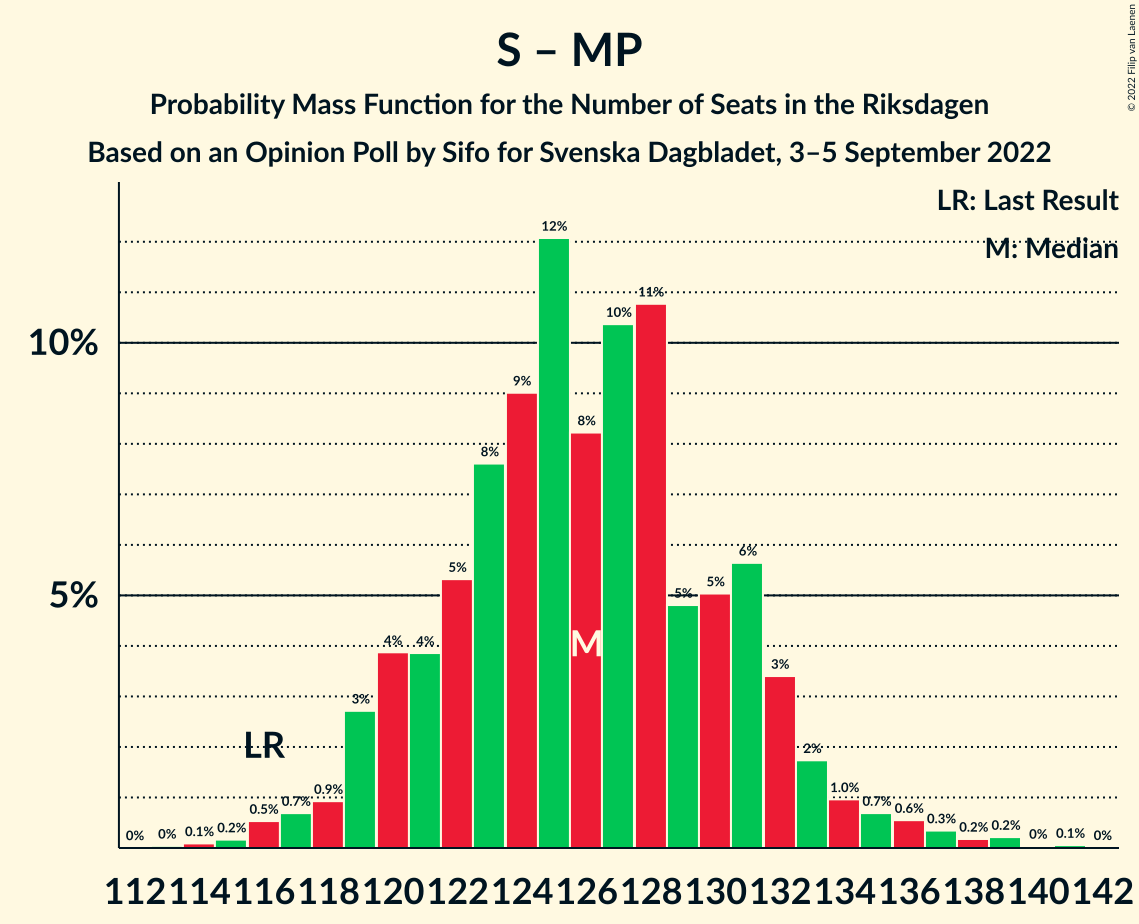 S – MP
Probability Mass Function for the Number of Seats in the Riksdagen
Based on an Opinion Poll by Sifo for Svenska Dagbladet, 3–5 September 2022
© 2022 Filip van Laenen
LR: Last Result
M: Median
10%
5%
0% 0% 0.1% 0.2% 0.5% 0.7% 0.9% 3% 4% 4% 5% 8% 9% 12% 8% 10% 11% 5% 5% 6% 3% 2% 1.0% 0.7% 0.6% 0.3% 0.2% 0.2% 0% 0.1% 0%
LR
M
112 114 116 118 120 122 124 126 128 130 132 134 136 138 140 142